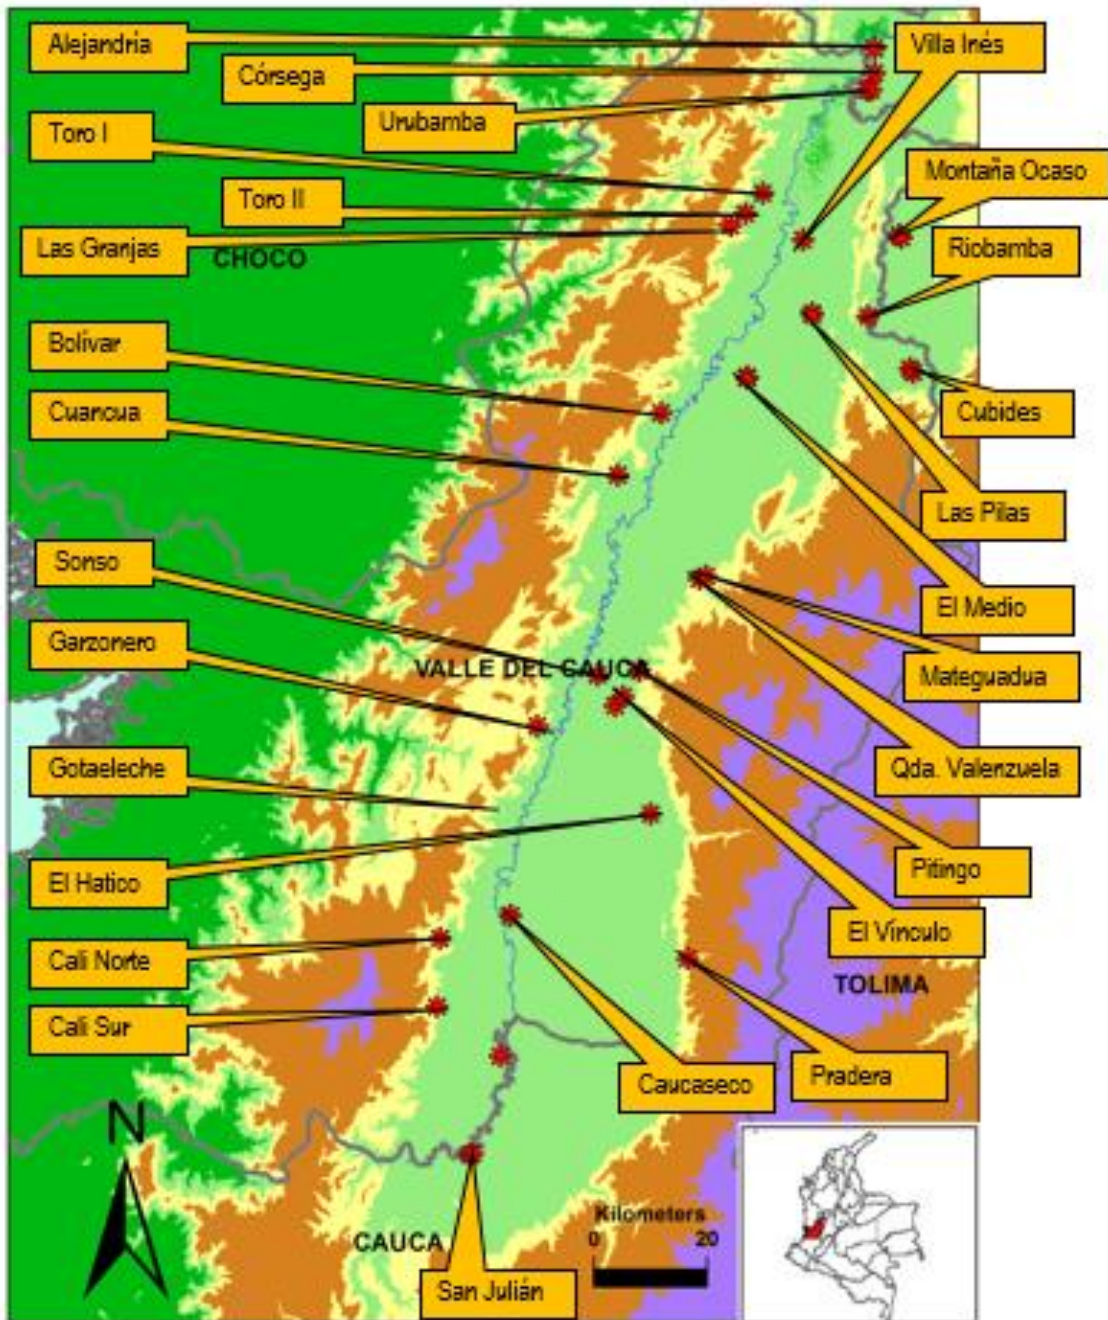 Alejandría
Villa Inés
Córsega
Urubamba
Toro I
Montaña Ocaso
Toro II
Las Granjas
Riobamba
CHOCO
Bolívar
Cuancua
Cubides
Las Pilas
Sonso
El Medio
Garzonero
VALLE DEL CAUCA
Mateguadua
Gotaeleche
Qda. Valenzuela
El Hatico
Pitingo
El Vínculo
Cali Norte
TOLIMA
Cali Sur
Caucaseco
Pradera
N
Kilometers
0 20
CAUCA
San Julián